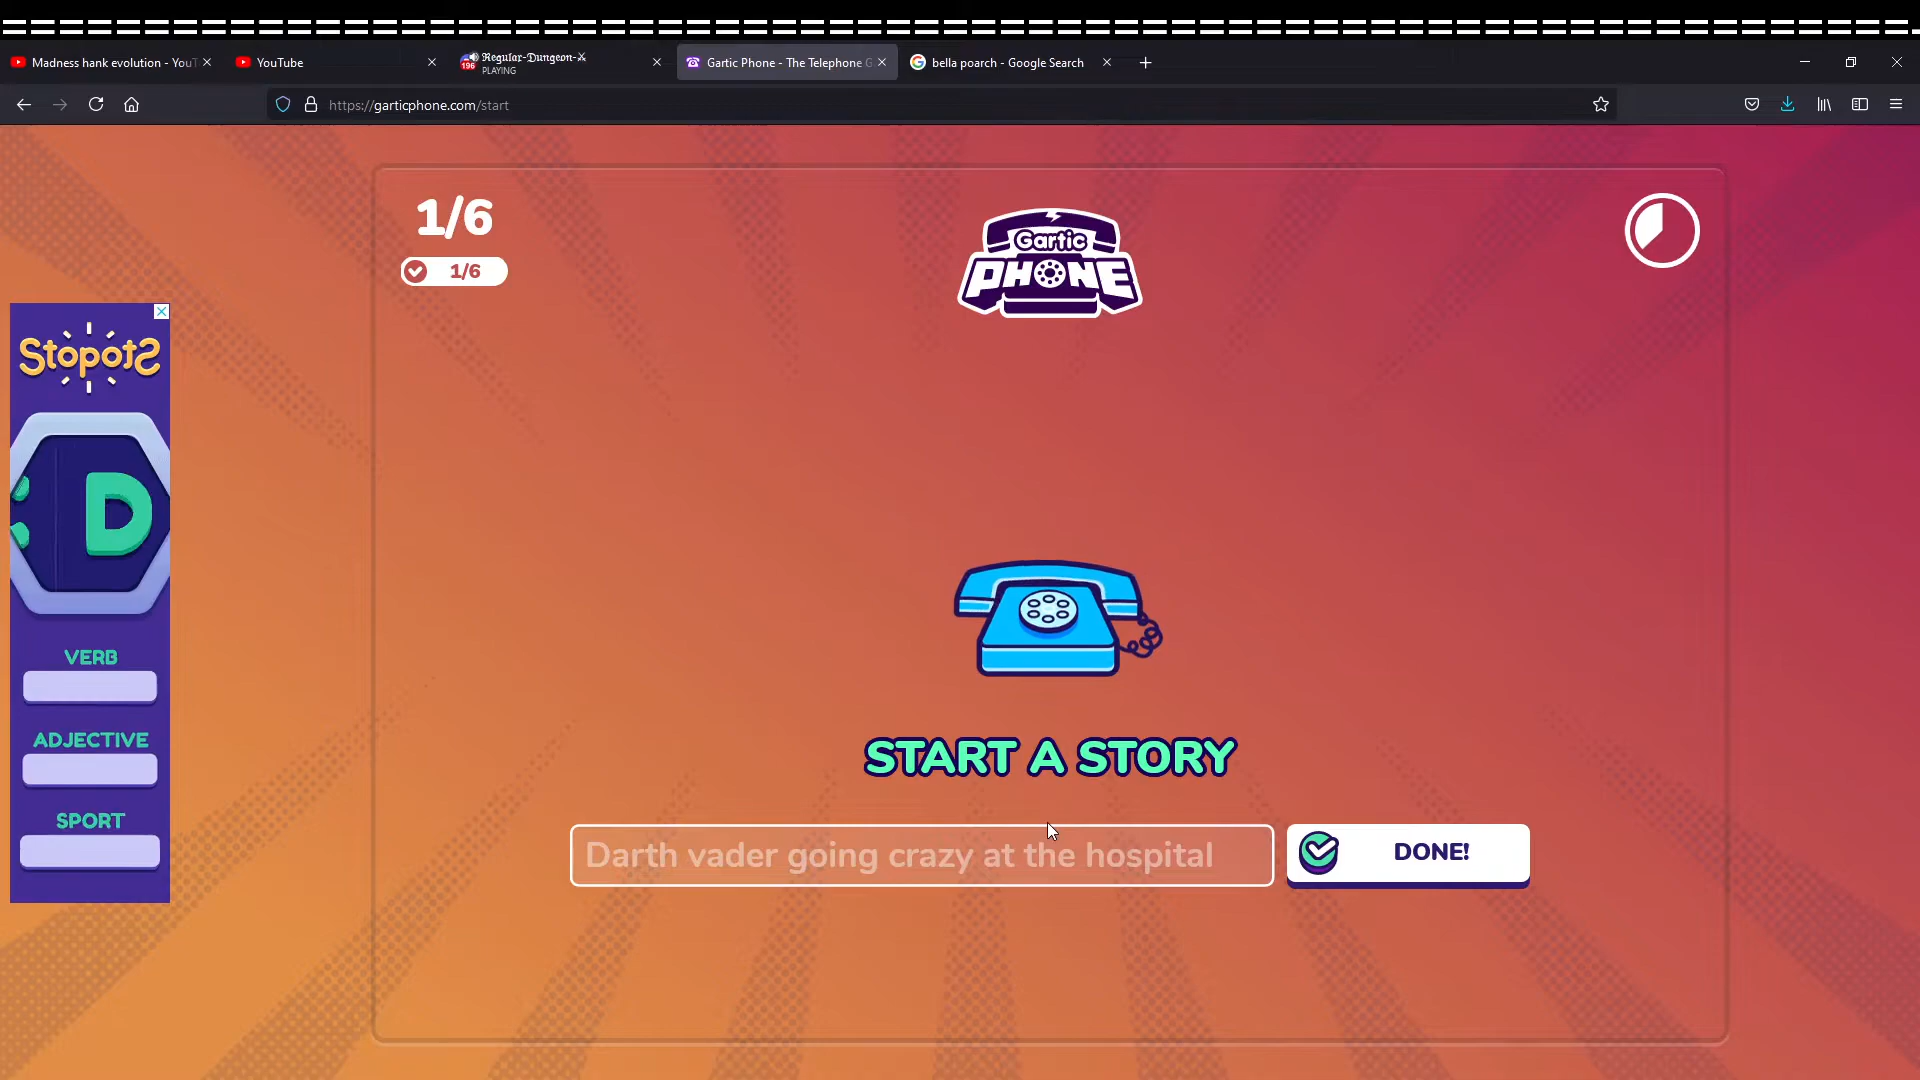 Madness hank evolution - YouT
YouTube
196
𝕽𝖊𝖌𝖚𝖑𝖆𝖗-𝕯𝖚𝖓𝖌𝖊𝖔𝖓-⚔
PLAYING
Gartic Phone - The Telephone G
bella poarch - Google Search
https://garticphone.com/start
1/6
1/6
Gartic
PHONE
StopotS
D
VERB
ADJECTIVE
SPORT
START A STORY
Darth vader going crazy at the hospital
DONE!